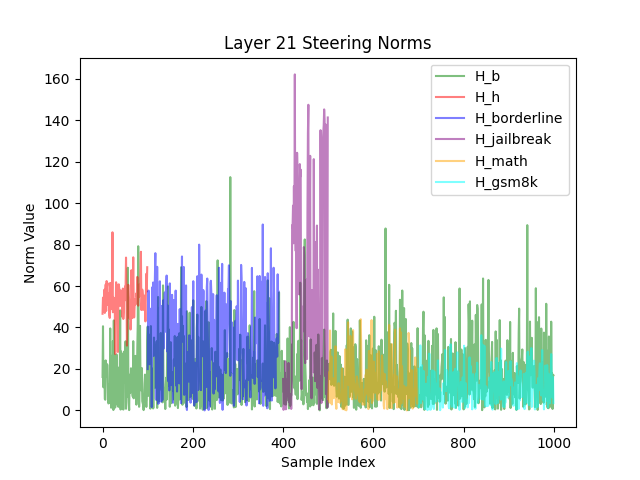 Layer 21 Steering Norms
Norm Value
160
140
120
100
80
60
40
20
0
H_b
H_h
H_borderline
H_jailbreak
H_math
H_gsm8k
0
200
400
600
800
1000
Sample Index